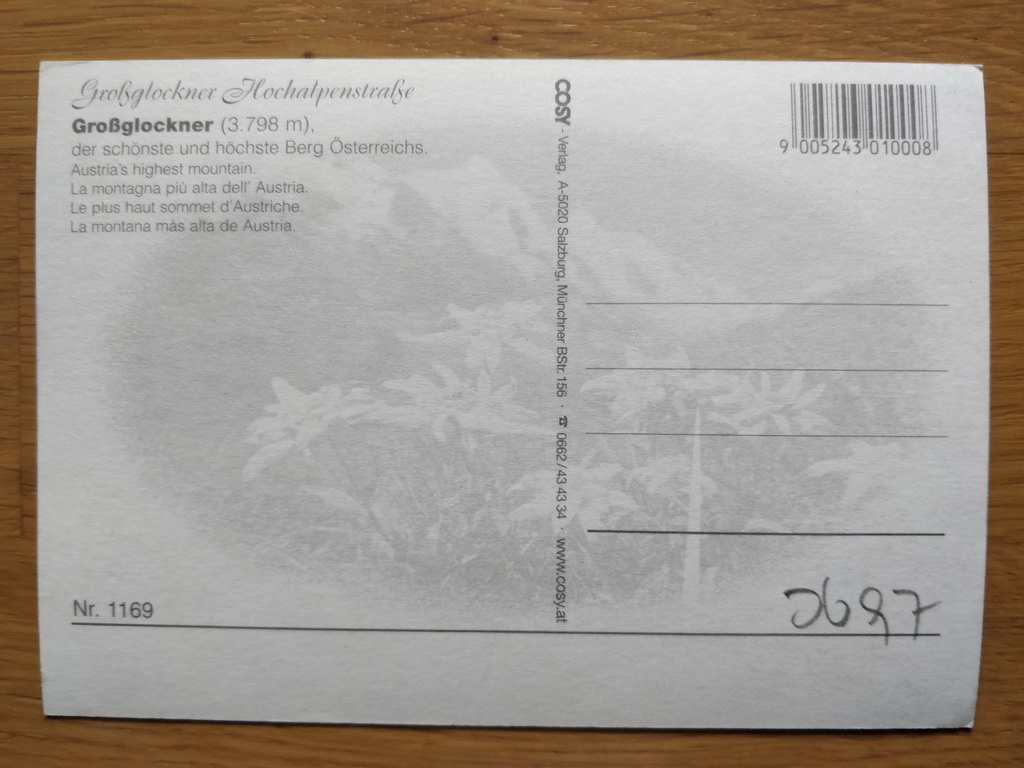 Großglockner Hochalpenstraße
Großglockner (3.798 m),
der schönste und höchste Berg Österreichs.
Austria's highest mountain.
La montagna più alta dell' Austria.
Le plus haut sommet d'Austriche.
La montana más alta de Austria.
Nr. 1169
COSY - Verlag, A-5020 Salzburg, Münchner BStr. 156 · ☎ 0662/43 43 34 · www.cosy.at
9 005243 010008